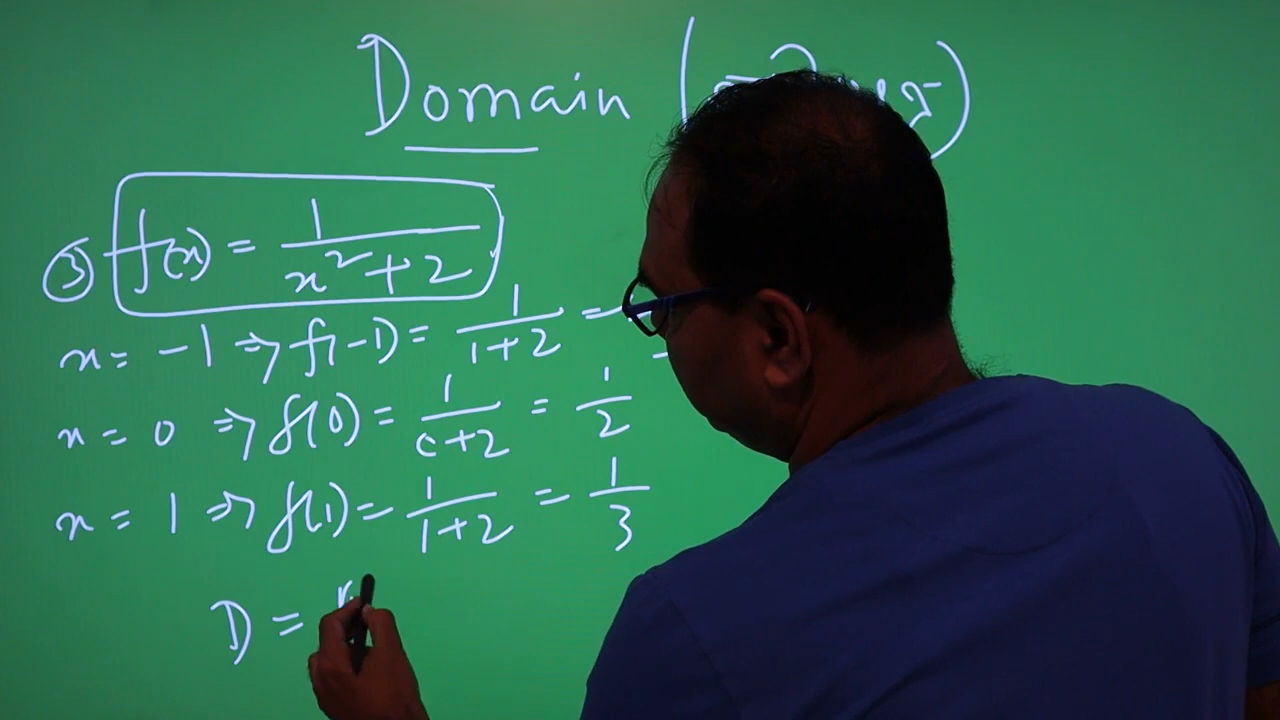 Domain (
③ f(x) = 1/(x²+2)
x = -1 ⇒ f(-1) = 1/(1+2) =
x = 0 ⇒ f(0) = 1/(0+2) = 1/2
x = 1 ⇒ f(1) = 1/(1+2) = 1/3
D =